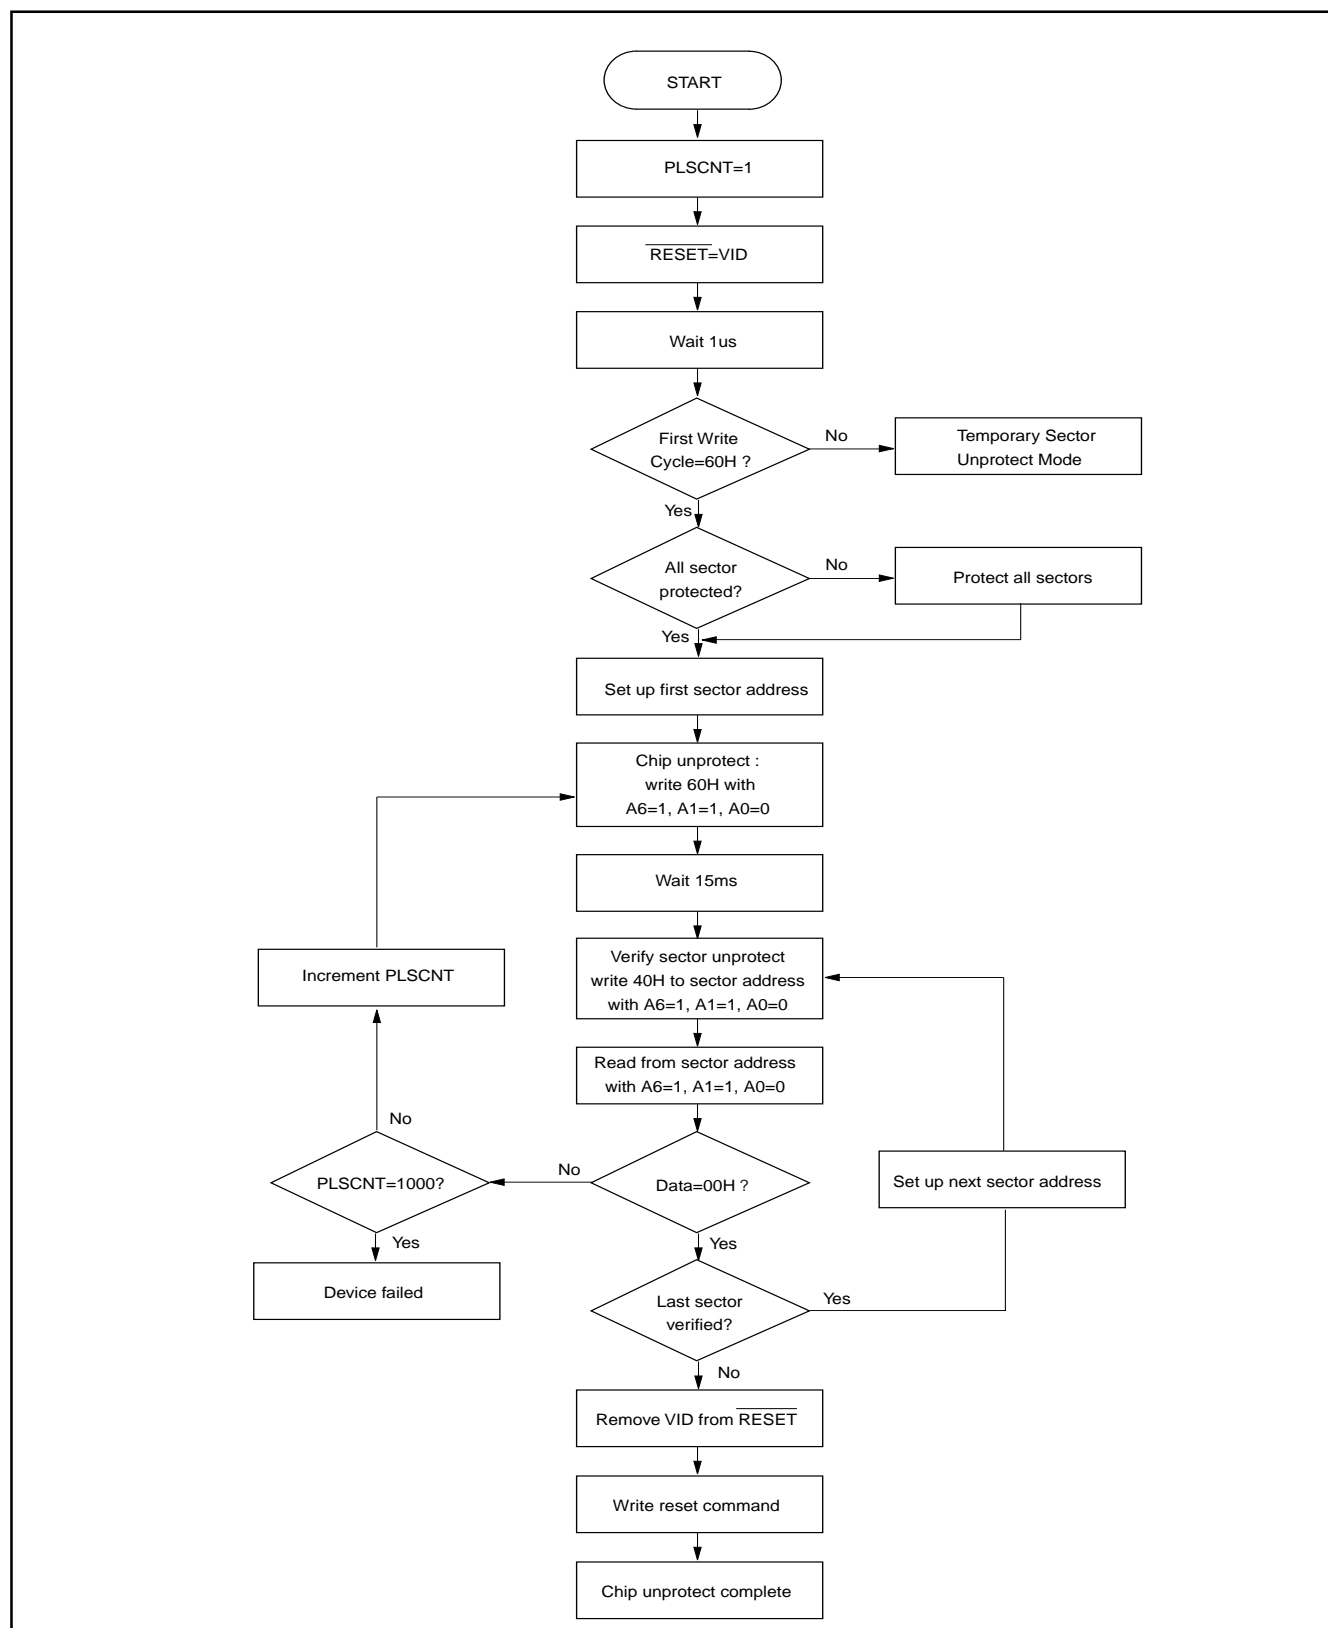 START
PLSCNT=1
RESET=VID
Wait 1us
First Write
Cycle=60H ?
No
Temporary Sector
Unprotect Mode
Yes
All sector
protected?
No
Protect all sectors
Yes
Set up first sector address
Chip unprotect :
write 60H with
A6=1, A1=1, A0=0
Wait 15ms
Increment PLSCNT
Verify sector unprotect
write 40H to sector address
with A6=1, A1=1, A0=0
Read from sector address
with A6=1, A1=1, A0=0
No
PLSCNT=1000?
No
Data=00H ?
Set up next sector address
Yes
Yes
Device failed
Last sector
verified?
Yes
No
Remove VID from RESET
Write reset command
Chip unprotect complete